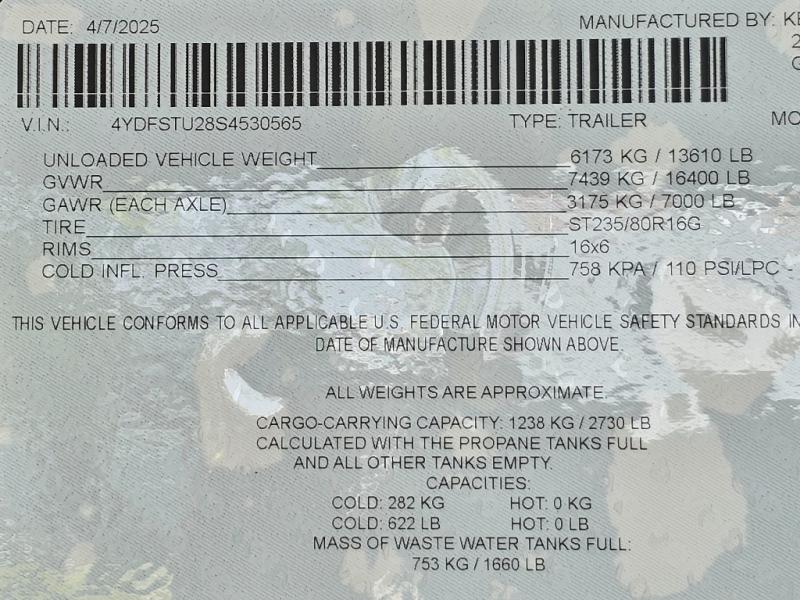 DATE: 4/7/2025 MANUFACTURED BY: KE
V.I.N.: 4YDFSTU28S4530565 TYPE: TRAILER MO
UNLOADED VEHICLE WEIGHT 6173 KG / 13610 LB
GVWR 7439 KG / 16400 LB
GAWR (EACH AXLE) 3175 KG / 7000 LB
TIRE ST235/80R16G
RIMS 16x6
COLD INFL. PRESS 758 KPA / 110 PSI/LPC -
THIS VEHICLE CONFORMS TO ALL APPLICABLE U.S. FEDERAL MOTOR VEHICLE SAFETY STANDARDS IN
DATE OF MANUFACTURE SHOWN ABOVE.
ALL WEIGHTS ARE APPROXIMATE.
CARGO-CARRYING CAPACITY: 1238 KG / 2730 LB
CALCULATED WITH THE PROPANE TANKS FULL
AND ALL OTHER TANKS EMPTY.
CAPACITIES:
COLD: 282 KG HOT: 0 KG
COLD: 622 LB HOT: 0 LB
MASS OF WASTE WATER TANKS FULL:
753 KG / 1660 LB